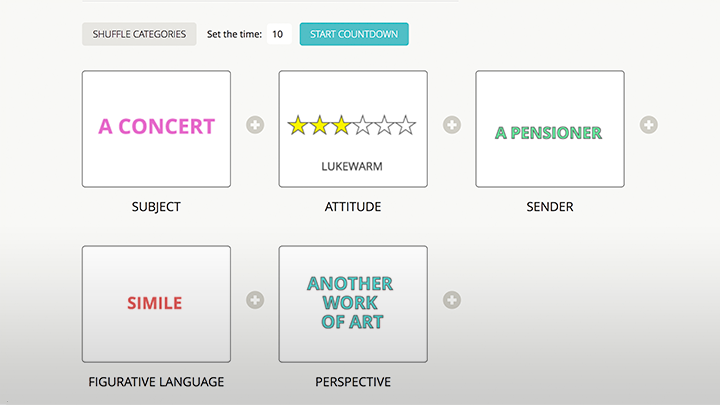 SHUFFLE CATEGORIES Set the time: 10 START COUNTDOWN
A CONCERT
SUBJECT
LUKEWARM
ATTITUDE
A PENSIONER
SENDER
SIMILE
FIGURATIVE LANGUAGE
ANOTHER
WORK
OF ART
PERSPECTIVE